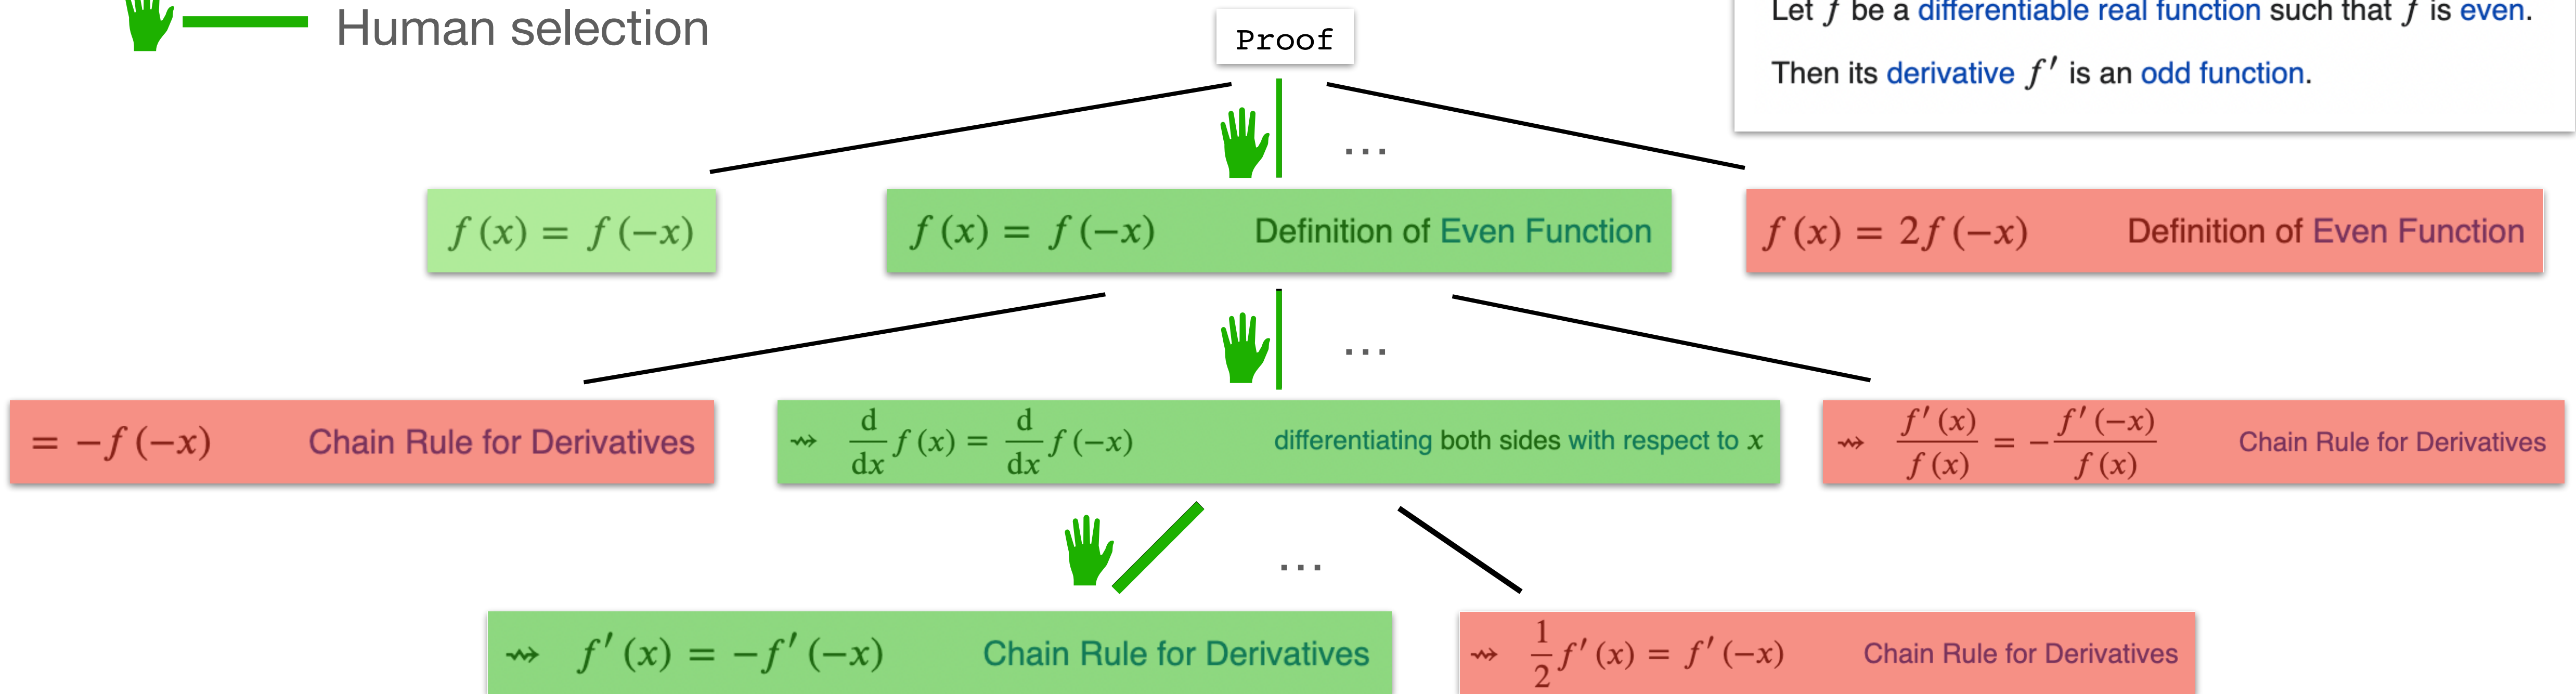 Human selection
Proof
Let f be a differentiable real function such that f is even.
Then its derivative f′ is an odd function.
...
f(x) = f(−x)
f(x) = f(−x) Definition of Even Function
f(x) = 2f(−x) Definition of Even Function
...
= −f(−x) Chain Rule for Derivatives
⇝ d/dx f(x) = d/dx f(−x) differentiating both sides with respect to x
⇝ f′(x)/f(x) = −f′(−x)/f(x) Chain Rule for Derivatives
...
⇝ f′(x) = −f′(−x) Chain Rule for Derivatives
⇝ 1/2 f′(x) = f′(−x) Chain Rule for Derivatives